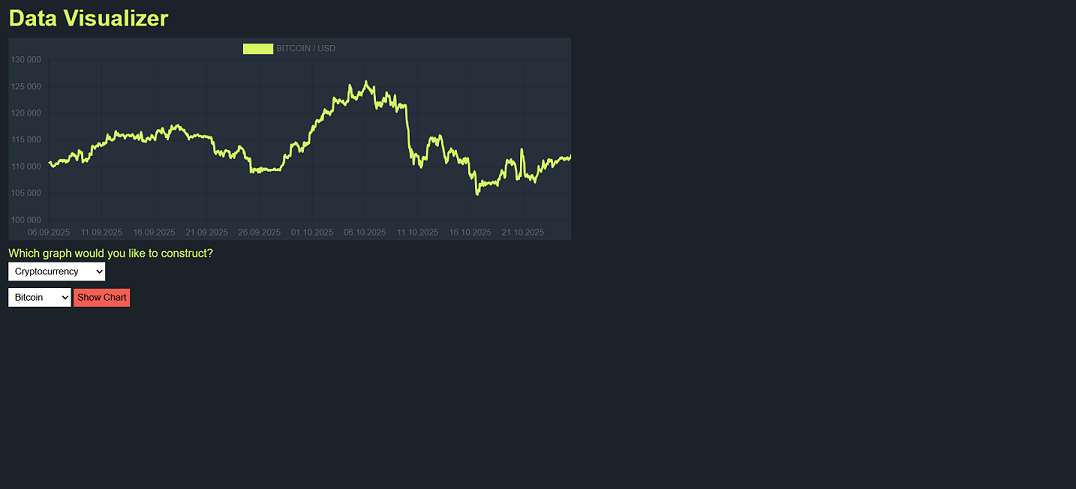 Data Visualizer
BITCOIN / USD
130 000
125 000
120 000
115 000
110 000
105 000
100 000
06.09.2025 11.09.2025 16.09.2025 21.09.2025 26.09.2025 01.10.2025 06.10.2025 11.10.2025 16.10.2025 21.10.2025
Which graph would you like to construct?
Cryptocurrency
Bitcoin Show Chart